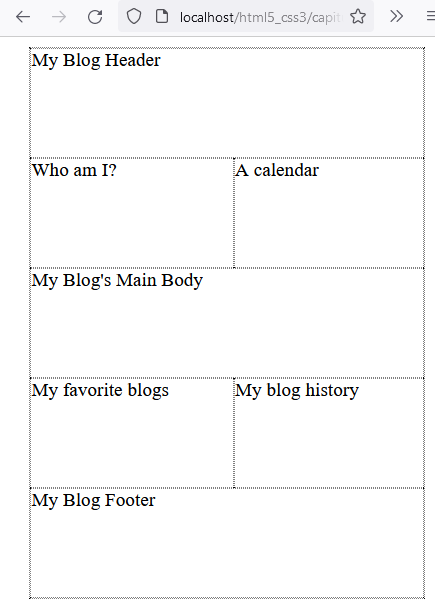 localhost/html5_css3/capit
My Blog Header
Who am I?
A calendar
My Blog's Main Body
My favorite blogs
My blog history
My Blog Footer